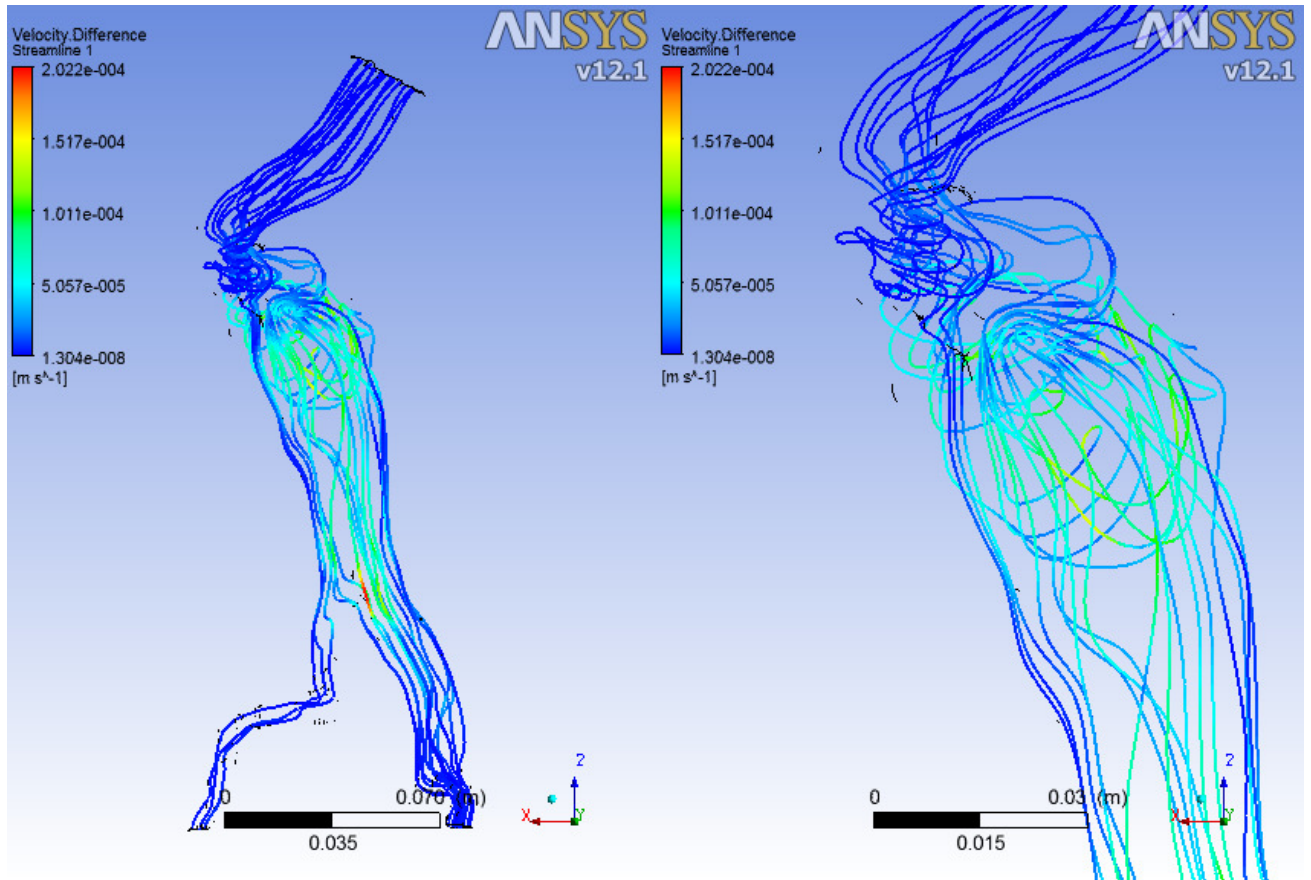 Velocity.Difference
Streamline 1
2.022e-004
1.517e-004
1.011e-004
5.057e-005
1.304e-008
[m s^-1]
ANSYS
v12.1
0
0.070 (m)
0.035
Z
X
Y
Velocity.Difference
Streamline 1
2.022e-004
1.517e-004
1.011e-004
5.057e-005
1.304e-008
[m s^-1]
ANSYS
v12.1
0
0.03 (m)
0.015
Z
X
Y